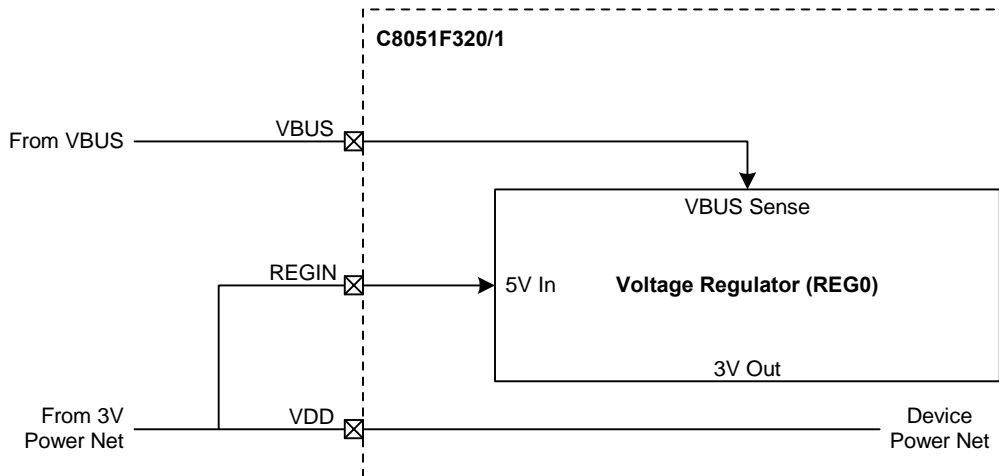 C8051F320/1
VBUS
From VBUS
VBUS Sense
REGIN
5V In
Voltage Regulator (REG0)
3V Out
From 3V
Power Net
VDD
Device
Power Net